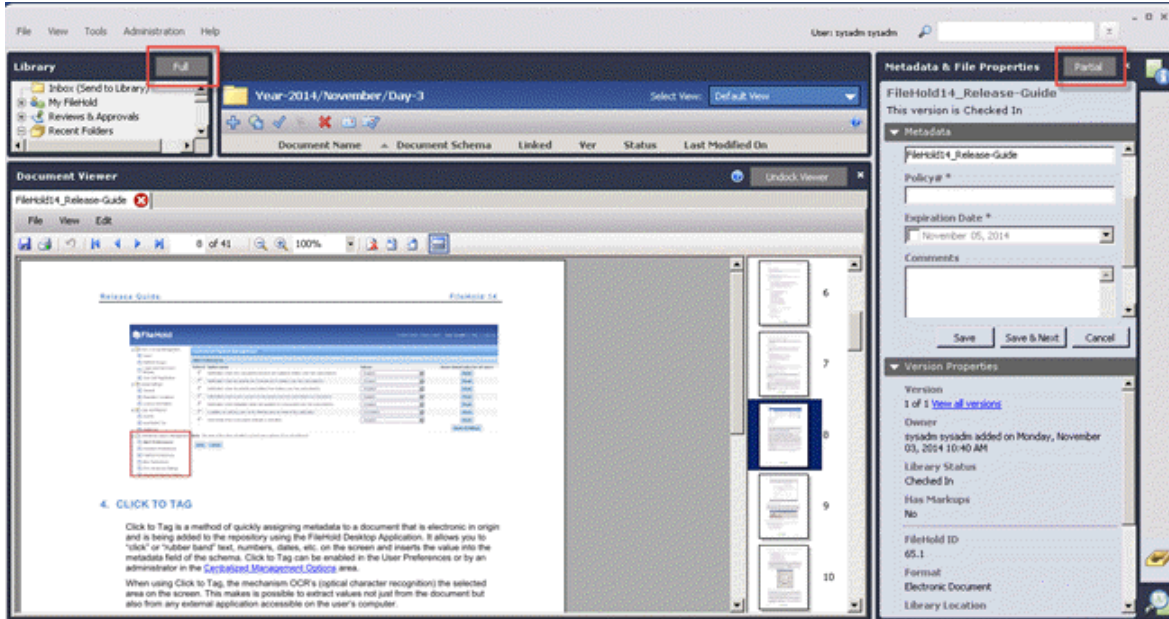 File View Tools Administration Help
User: sysadm sysadm
Library
Full
Inbox (Send to Library)
My FileHold
Reviews & Approvals
Recent Folders
Year-2014/November/Day-3
Select View: Default View
Document Name Document Schema Linked Ver Status Last Modified On
Document Viewer
Undock Viewer
FileHold14_Release-Guide
File View Edit
8 of 41 100%
Release Guide FileHold 14
FileHold
4. CLICK TO TAG
Click to Tag is a method of quickly assigning metadata to a document that is electronic in origin
and is being added to the repository using the FileHold Desktop Application. It allows you to
"click" or "rubber band" text, numbers, dates, etc. on the screen and inserts the value into the
metadata field of the schema. Click to Tag can be enabled in the User Preferences or by an
administrator in the Centralized Management Options area.
When using Click to Tag, the mechanism OCR's (optical character recognition) the selected
area on the screen. This makes is possible to extract values not just from the document but
also from any external application accessible on the user's computer.
6
7
8
9
10
Metadata & File Properties
Partial
FileHold14_Release-Guide
This version is Checked In
Metadata
FileHold14_Release-Guide
Policy# *
Expiration Date *
November 05, 2014
Comments
Save Save & Next Cancel
Version Properties
Version
1 of 1 View all versions
Owner
sysadm sysadm added on Monday, November
03, 2014 10:40 AM
Library Status
Checked In
Has Markups
No
FileHold ID
65.1
Format
Electronic Document
Library Location